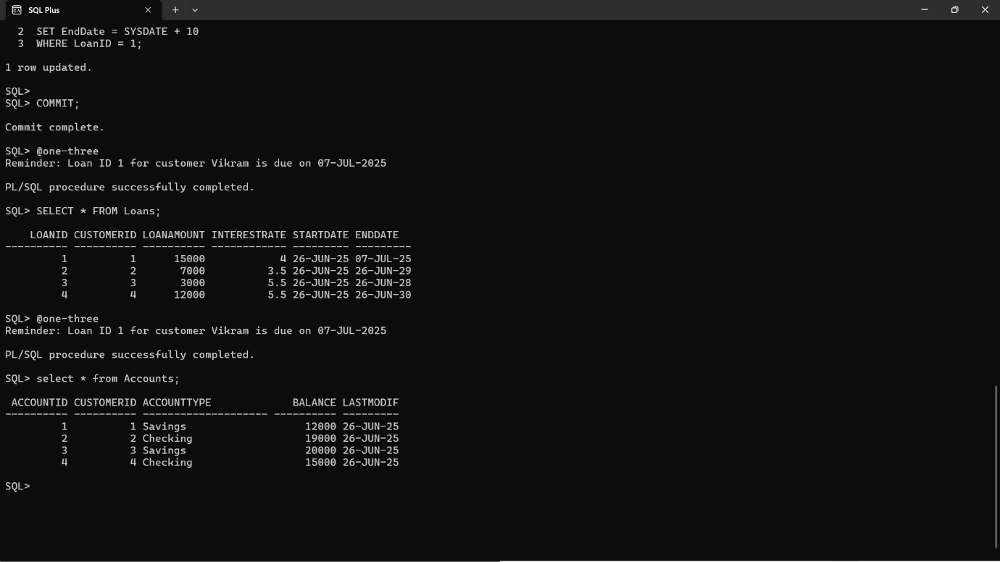 SQL Plus
  2  SET EndDate = SYSDATE + 10
  3  WHERE LoanID = 1;
1 row updated.
SQL>
SQL> COMMIT;
Commit complete.
SQL> @one-three
Reminder: Loan ID 1 for customer Vikram is due on 07-JUL-2025
PL/SQL procedure successfully completed.
SQL> SELECT * FROM Loans;
    LOANID CUSTOMERID LOANAMOUNT INTERESTRATE STARTDATE ENDDATE
---------- ---------- ---------- ------------ --------- ---------
         1          1      15000            4 26-JUN-25 07-JUL-25
         2          2       7000          3.5 26-JUN-25 26-JUN-29
         3          3       3000          5.5 26-JUN-25 26-JUN-28
         4          4      12000          5.5 26-JUN-25 26-JUN-30
SQL> @one-three
Reminder: Loan ID 1 for customer Vikram is due on 07-JUL-2025
PL/SQL procedure successfully completed.
SQL> select * from Accounts;
 ACCOUNTID CUSTOMERID ACCOUNTTYPE             BALANCE LASTMODIF
---------- ---------- -------------------- ---------- ---------
         1          1 Savings                   12000 26-JUN-25
         2          2 Checking                  19000 26-JUN-25
         3          3 Savings                   20000 26-JUN-25
         4          4 Checking                  15000 26-JUN-25
SQL>